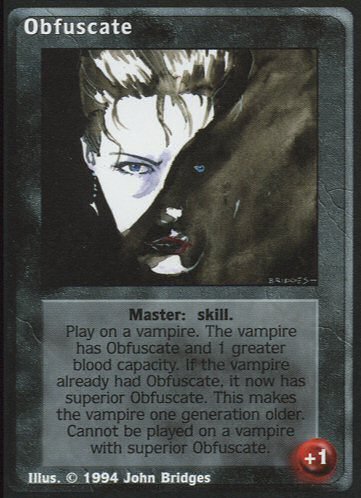 Obfuscate
BRIDGES-
Master: skill.
Play on a vampire. The vampire
has Obfuscate and 1 greater
blood capacity. If the vampire
already had Obfuscate, it now has
superior Obfuscate. This makes
the vampire one generation older.
Cannot be played on a vampire
with superior Obfuscate.
+1
Illus. © 1994 John Bridges